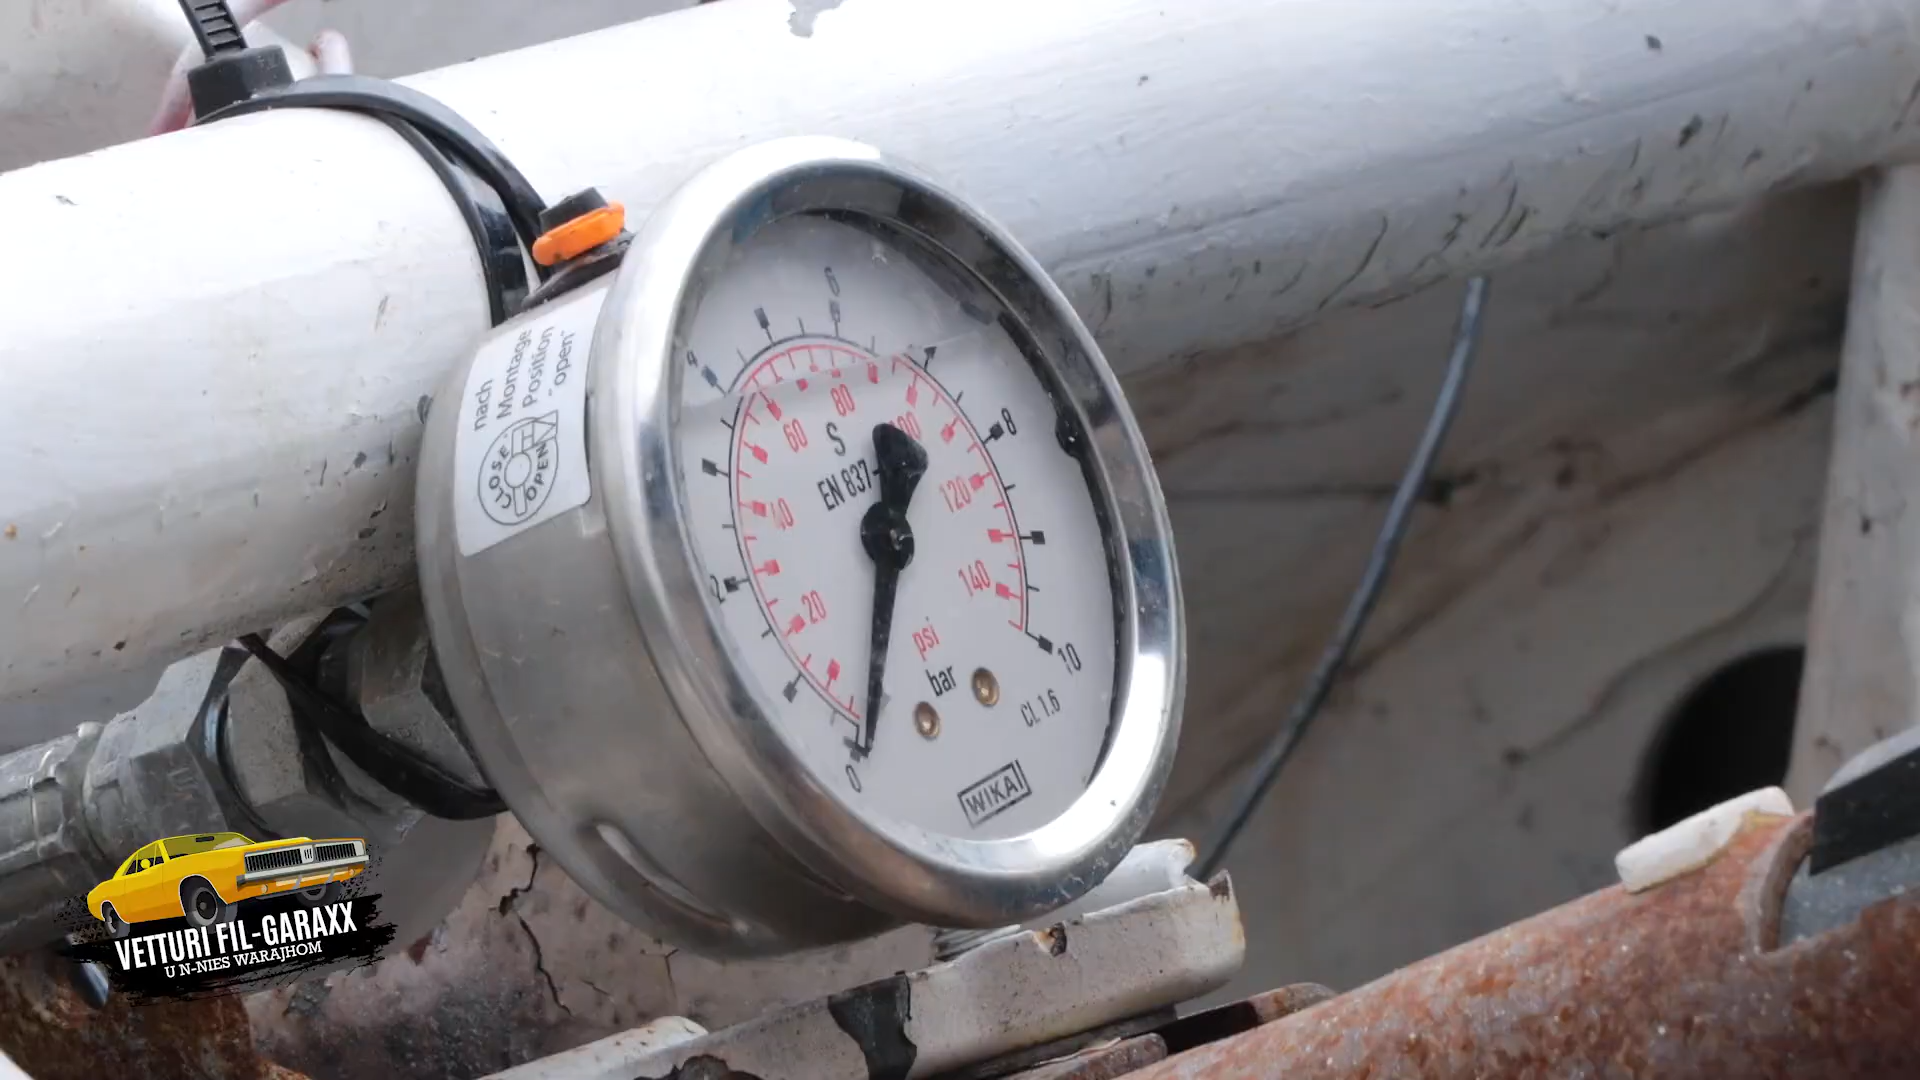 nach
Montage
Position
"open"
CLOSE
OPEN
0
2
4
6
8
10
20
40
60
80
100
120
140
S
EN 837-
psi
bar
CL 1.6
WIKAI
VETTURI FIL-GARAXX
U N-NIES WARAJHOM